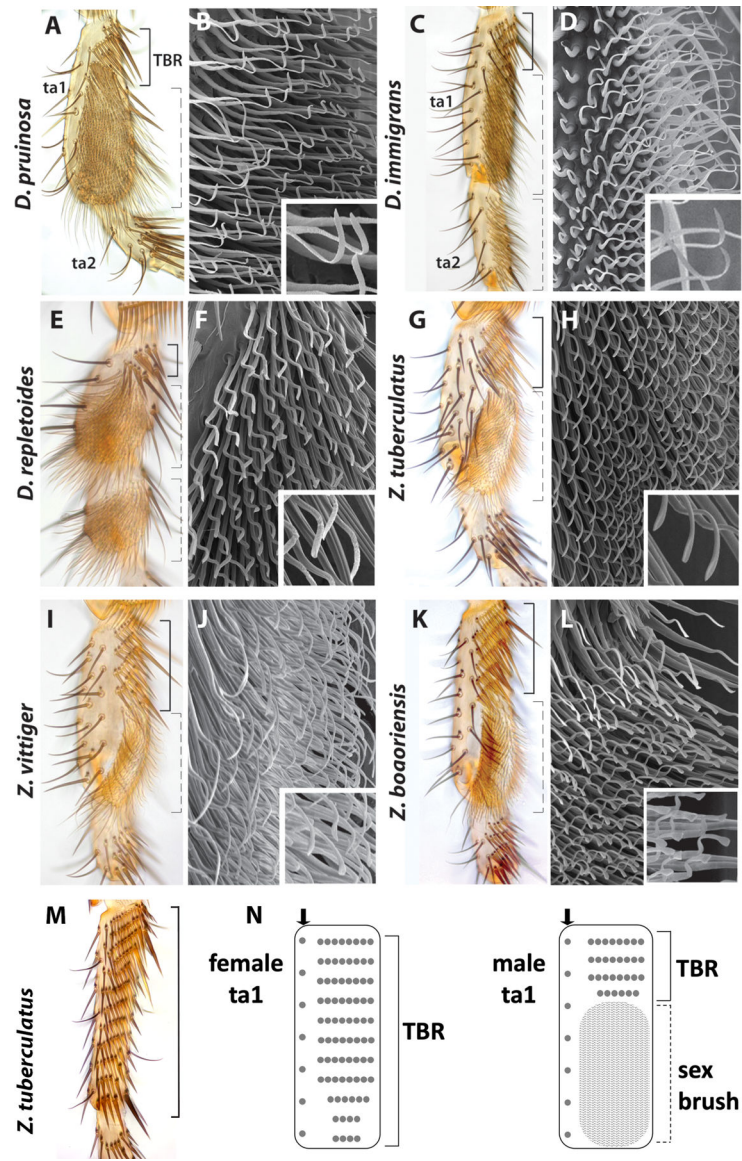 A
B
C
D
TBR
ta1
ta2
D. pruinosa
ta1
ta2
D. immigrans
E
F
G
H
D. repletoides
Z. tuberculatus
I
J
K
L
Z. vittiger
Z. boaoriensis
M
N
Z. tuberculatus
female
ta1
TBR
male
ta1
TBR
sex
brush